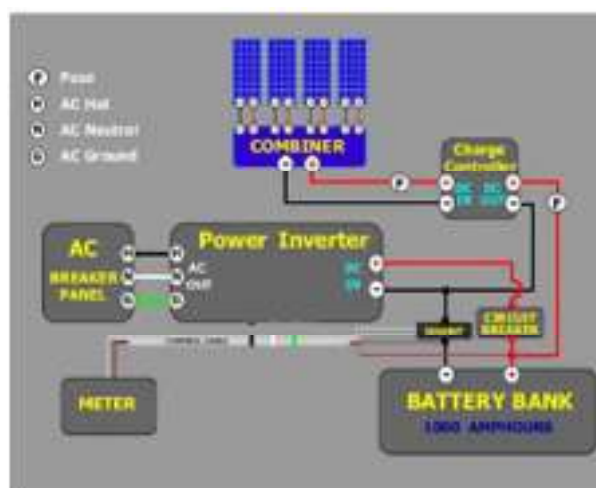 F Fuse
H AC Hot
N AC Neutral
G AC Ground
COMBINER
Charge
Controller
DC DC
IN OUT
F
F
AC
BREAKER
PANEL
H
N
G
Power Inverter
H
N
G
AC
OUT
DC
IN
SHUNT
CIRCUIT
BREAKER
METER
BATTERY BANK
1000 AMPHOURS